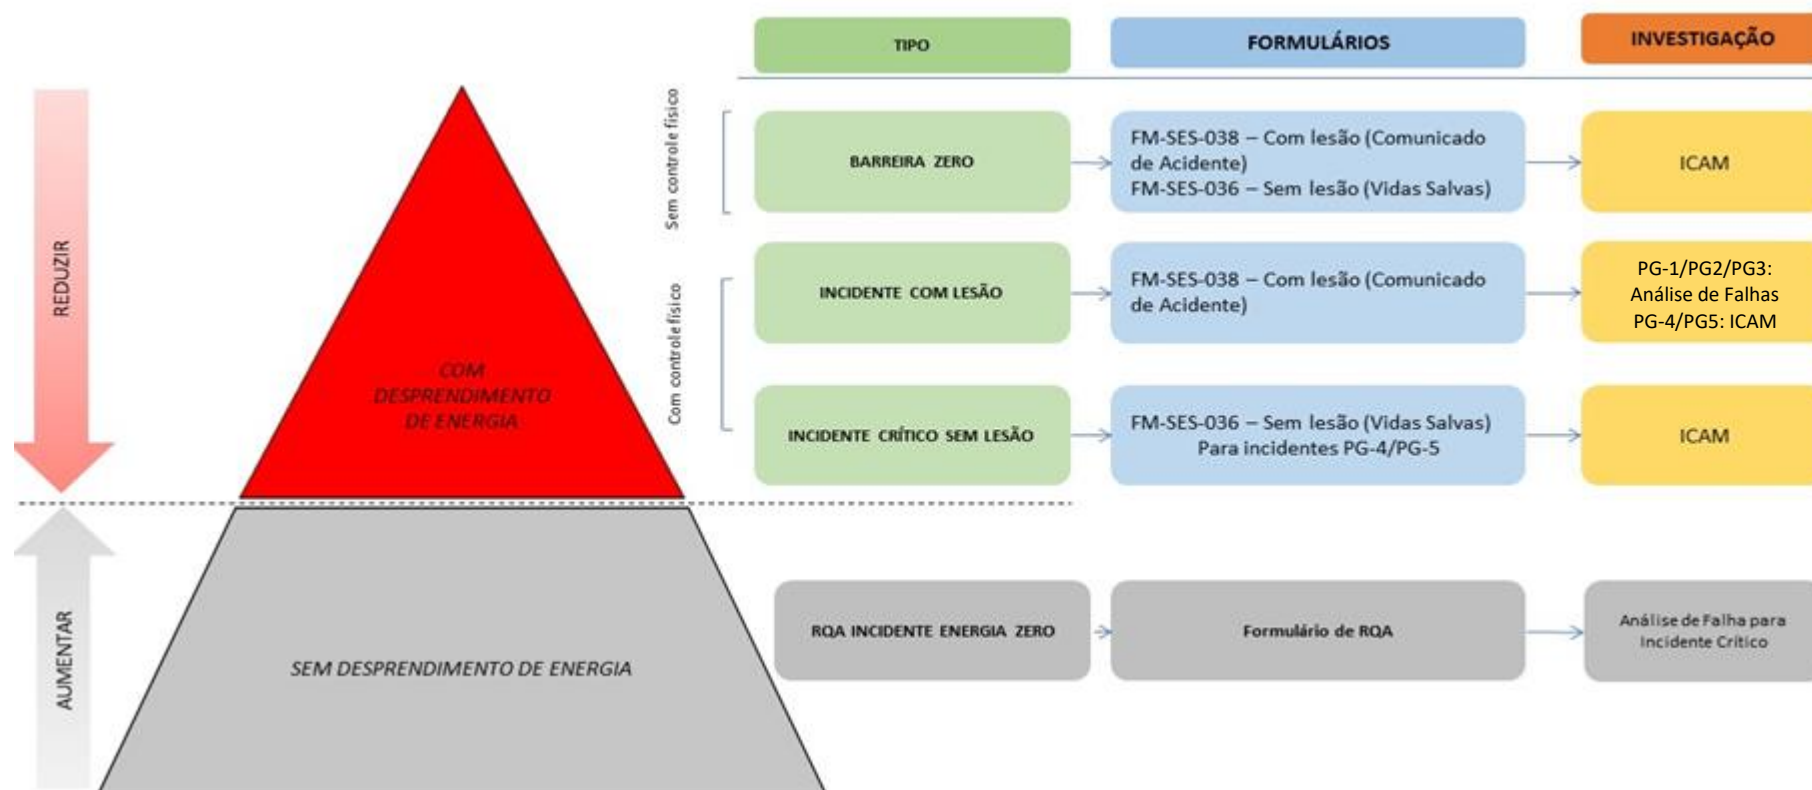 TIPO
FORMULÁRIOS
INVESTIGAÇÃO
REDUZIR
COM
DESPRENDIMENTO
DE ENERGIA
Sem controle físico
BARREIRA ZERO
FM-SES-038 – Com lesão (Comunicado
de Acidente)
FM-SES-036 – Sem lesão (Vidas Salvas)
ICAM
Com controle físico
INCIDENTE COM LESÃO
FM-SES-038 – Com lesão (Comunicado
de Acidente)
PG-1/PG2/PG3:
Análise de Falhas
PG-4/PG5: ICAM
INCIDENTE CRÍTICO SEM LESÃO
FM-SES-036 – Sem lesão (Vidas Salvas)
Para incidentes PG-4/PG-5
ICAM
AUMENTAR
SEM DESPRENDIMENTO DE ENERGIA
RQA INCIDENTE ENERGIA ZERO
Formulário de RQA
Análise de Falha para
Incidente Crítico